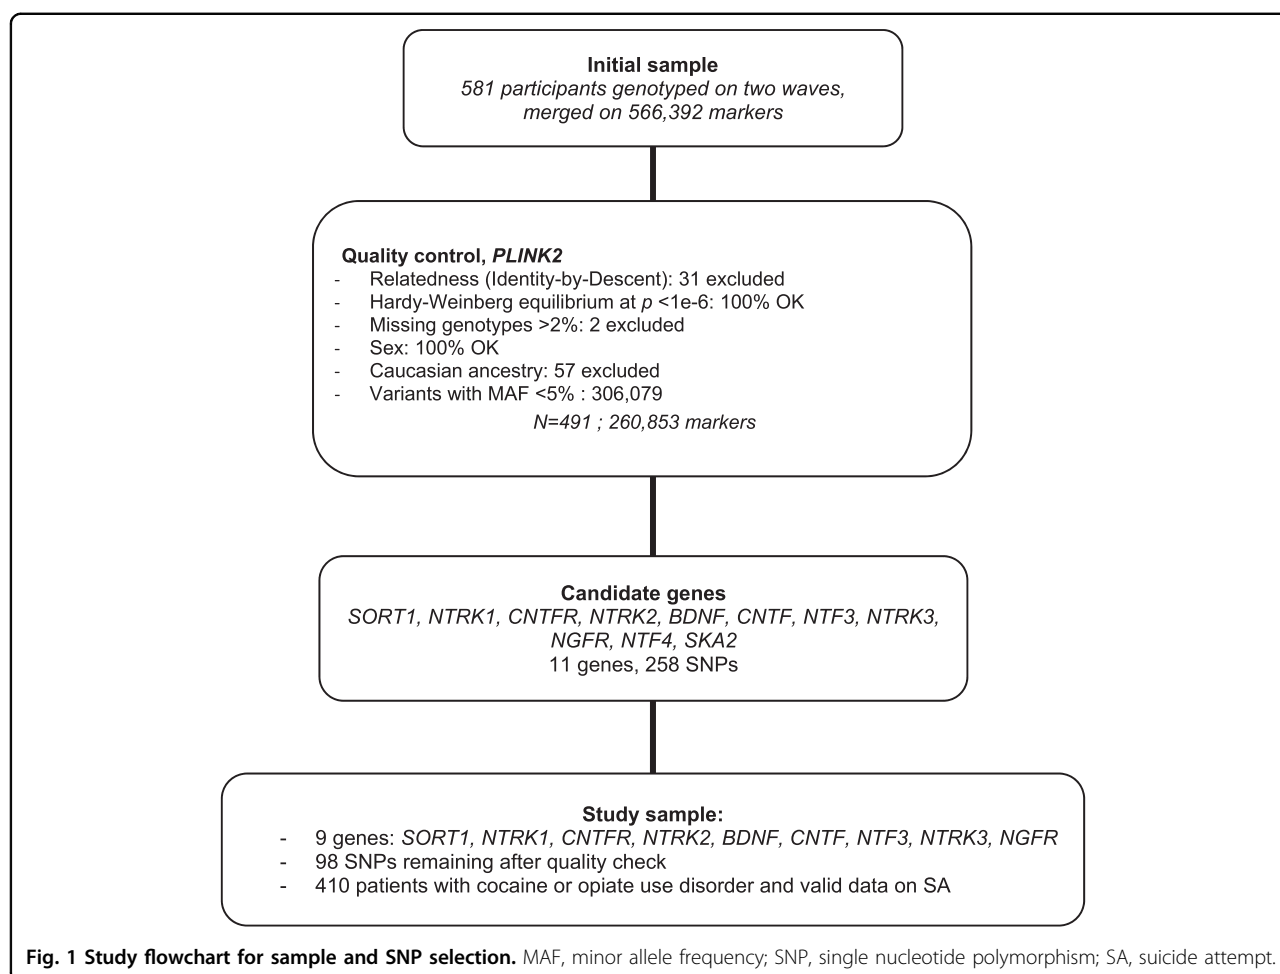 Initial sample
581 participants genotyped on two waves,
merged on 566,392 markers
Quality control, PLINK2
- Relatedness (Identity-by-Descent): 31 excluded
- Hardy-Weinberg equilibrium at p <1e-6: 100% OK
- Missing genotypes >2%: 2 excluded
- Sex: 100% OK
- Caucasian ancestry: 57 excluded
- Variants with MAF <5% : 306,079
N=491 ; 260,853 markers
Candidate genes
SORT1, NTRK1, CNTFR, NTRK2, BDNF, CNTF, NTF3, NTRK3,
NGFR, NTF4, SKA2
11 genes, 258 SNPs
Study sample:
- 9 genes: SORT1, NTRK1, CNTFR, NTRK2, BDNF, CNTF, NTF3, NTRK3, NGFR
- 98 SNPs remaining after quality check
- 410 patients with cocaine or opiate use disorder and valid data on SA
Fig. 1 Study flowchart for sample and SNP selection. MAF, minor allele frequency; SNP, single nucleotide polymorphism; SA, suicide attempt.